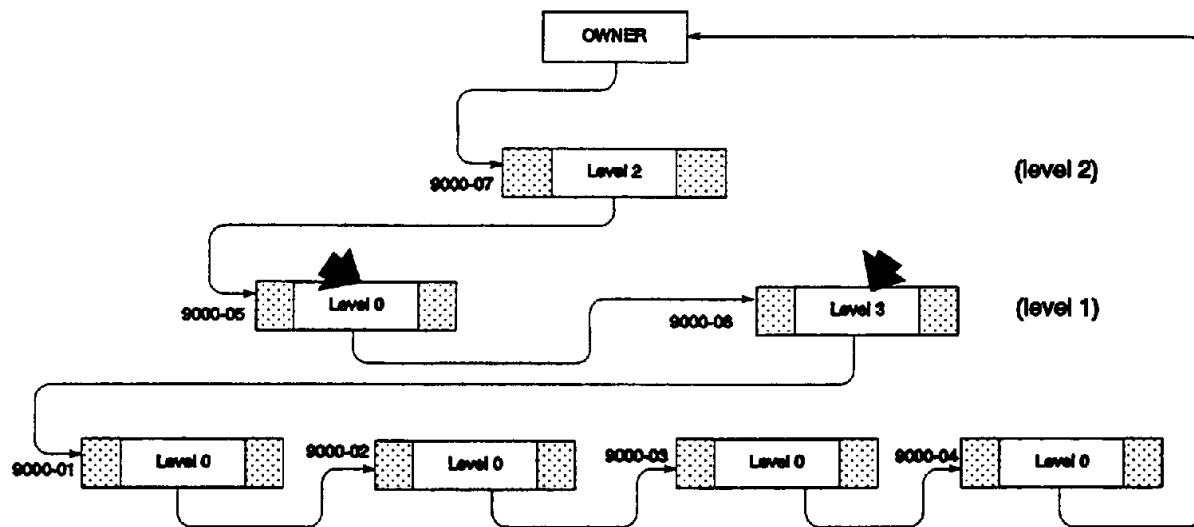 OWNER
Level 2
(level 2)
9000-07
Level 0
Level 3
(level 1)
9000-05
9000-06
Level 0
9000-02
Level 0
9000-03
Level 0
9000-04
Level 0
9000-01